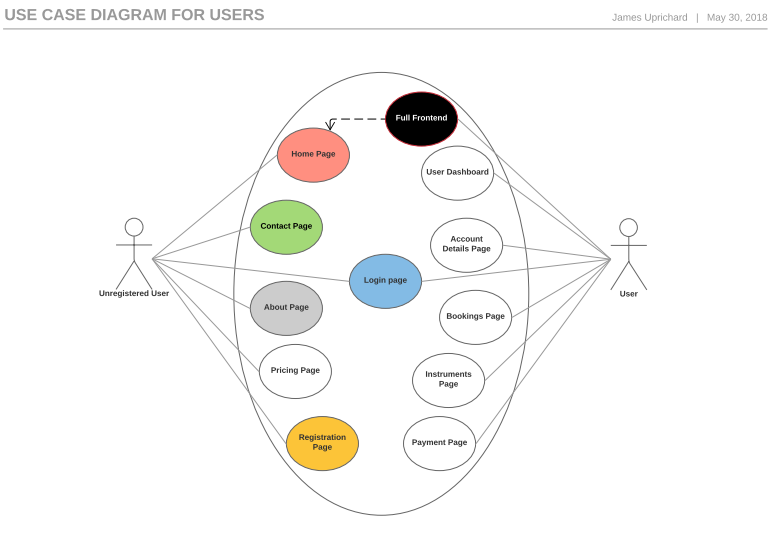 USE CASE DIAGRAM FOR USERS
James Uprichard | May 30, 2018
Full Frontend
Home Page
User Dashboard
Contact Page
Account
Details Page
Login page
Unregistered User
User
About Page
Bookings Page
Pricing Page
Instruments
Page
Registration
Page
Payment Page